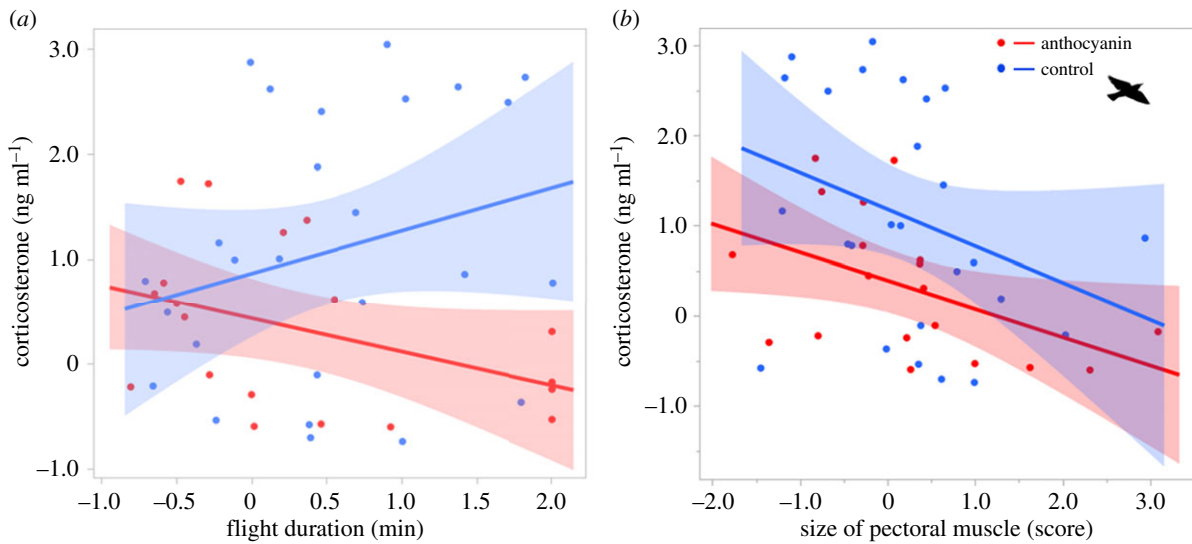 (a)
3.0
2.0
1.0
0
–1.0
corticosterone (ng ml–1)
–1.0 –0.5 0 0.5 1.0 1.5 2.0
flight duration (min)
(b)
anthocyanin
control
3.0
2.0
1.0
0
–1.0
corticosterone (ng ml–1)
–2.0 –1.0 0 1.0 2.0 3.0
size of pectoral muscle (score)